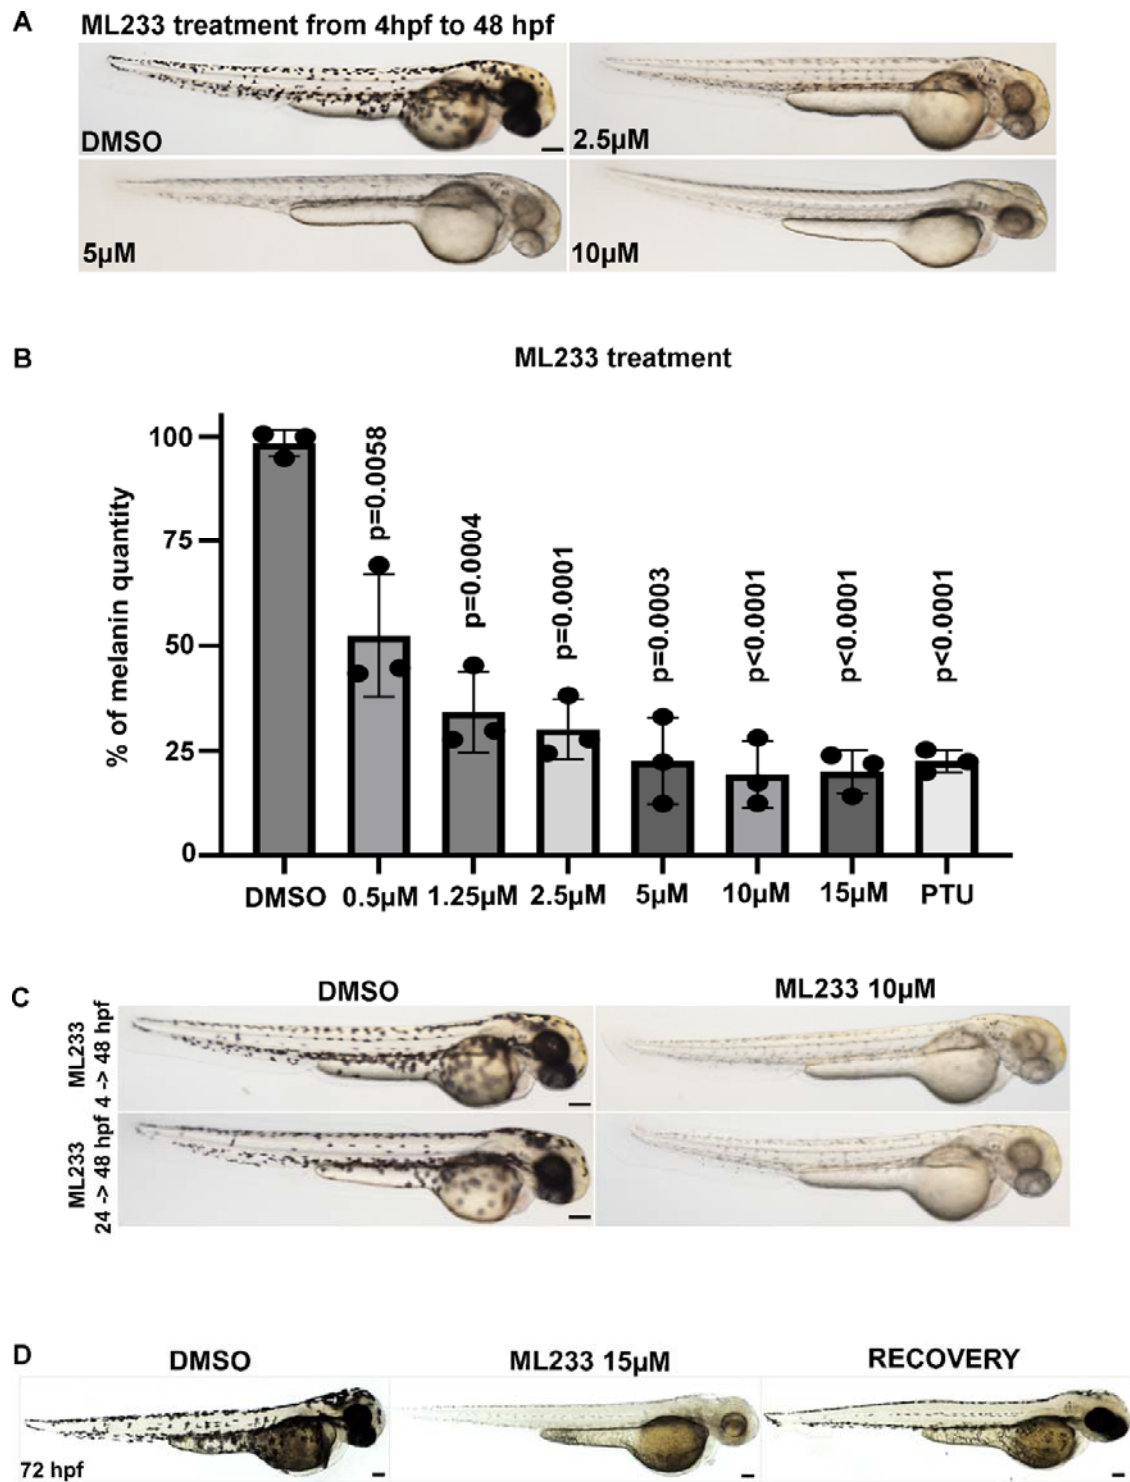 A
ML233 treatment from 4hpf to 48 hpf
DMSO
2.5µM
5µM
10µM
B
ML233 treatment
% of melanin quantity
100
75
50
25
0
p=0.0058
p=0.0004
p=0.0001
p=0.0003
p<0.0001
p<0.0001
p<0.0001
DMSO 0.5µM 1.25µM 2.5µM 5µM 10µM 15µM PTU
C
DMSO
ML233 10µM
ML233
4 -> 48 hpf
ML233
24 -> 48 hpf
D
DMSO
ML233 15µM
RECOVERY
72 hpf